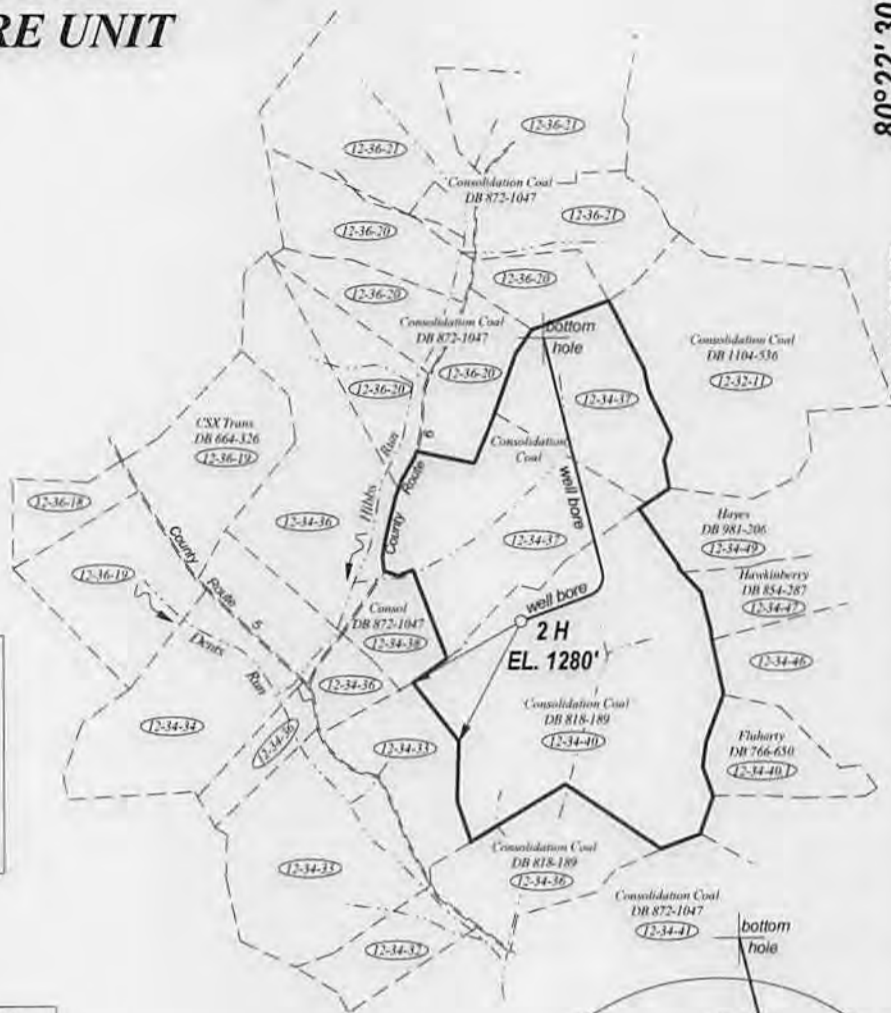 RE UNIT
80°22' 30
12-36-21
12-36-21
Consolidation Coal
DB 872-1047
12-36-21
12-36-20
12-36-20
12-36-20
Consolidation Coal
DB 872-1047
bottom
hole
Consolidation Coal
DB 1104-536
12-32-11
12-36-20
12-36-20
12-34-37
CSX Trans
DB 664-326
12-36-19
Consolidation
Coal
County Route 6
Hibbs Run
well bore
12-36-18
12-34-36
12-34-37
Hayes
DB 981-206
12-34-49
County Route 5
12-36-19
Hawkinberry
DB 854-287
12-34-47
Consol
DB 872-1047
12-34-38
well bore
2 H
EL. 1280'
Dents Run
12-34-36
12-34-46
12-34-34
12-34-36
12-34-33
Consolidation Coal
DB 818-189
12-34-40
Fluharty
DB 766-650
12-34-40.1
12-34-33
Consolidation Coal
DB 818-189
12-34-36
Consolidation Coal
DB 872-1047
12-34-41
bottom
hole
12-34-32